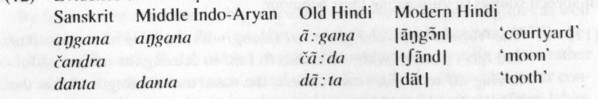 Sanskrit Middle Indo-Aryan Old Hindi Modern Hindi
aŋgana aŋgana ã:gana [ãŋgə̃n] 'courtyard'
čandra čã:da [tʃãnd] 'moon'
danta danta dã:ta [dãt] 'tooth'